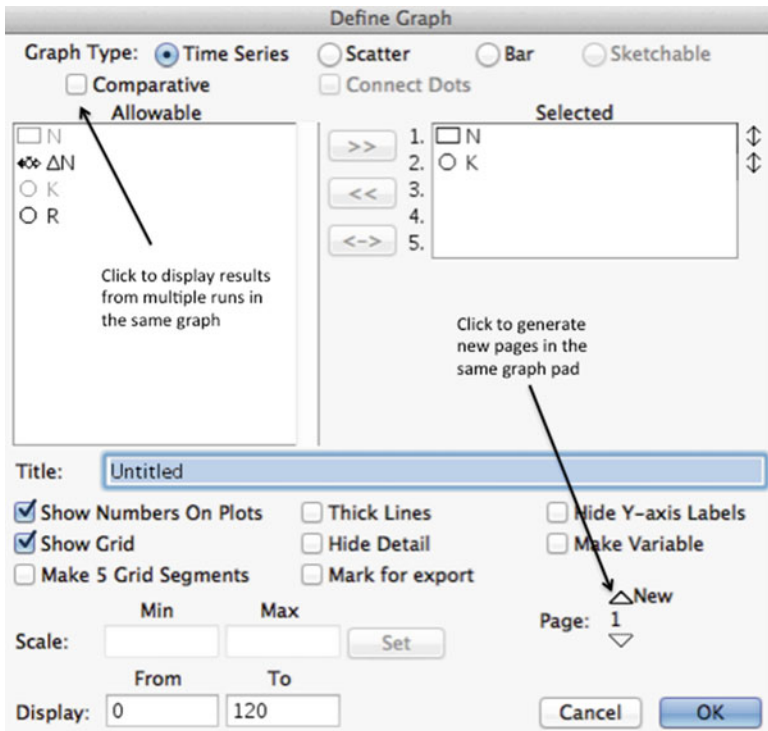 Define Graph
Graph Type: Time Series Scatter Bar Sketchable
Comparative Connect Dots
Allowable Selected
N
ΔN
K
R
>>
<<
<->
1. N
2. K
3.
4.
5.
Click to display results
from multiple runs in
the same graph
Click to generate
new pages in the
same graph pad
Title: Untitled
Show Numbers On Plots Thick Lines Hide Y-axis Labels
Show Grid Hide Detail Make Variable
Make 5 Grid Segments Mark for export
New
Page: 1
Min Max
Scale: Set
From To
Display: 0 120
Cancel OK